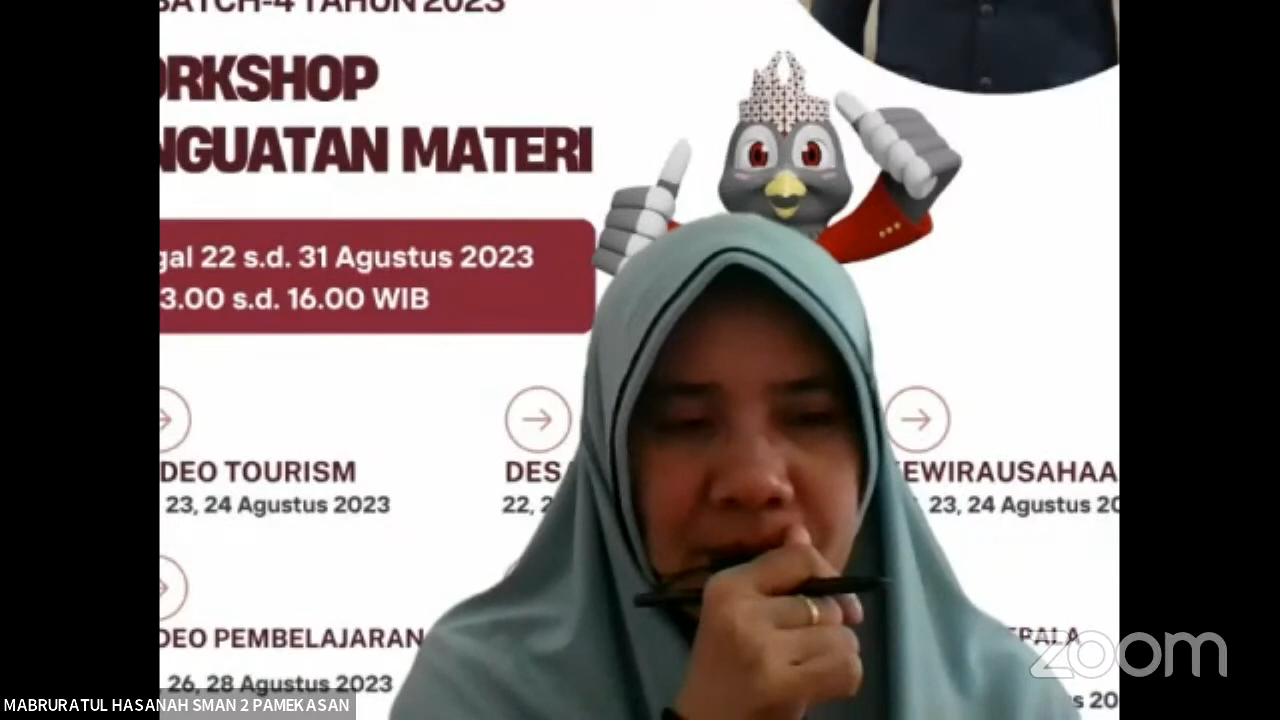 BATCH-4 TAHUN 2023
ORKSHOP
NGUATAN MATERI
gal 22 s.d. 31 Agustus 2023
3.00 s.d. 16.00 WIB
DEO TOURISM
DES
EWIRAUSAHAA
23, 24 Agustus 2023
22, 2
23, 24 Agustus 20
DEO PEMBELAJARAN
EPALA
26, 28 Agustus 2023
s 20
zoom
MABRURATUL HASANAH SMAN 2 PAMEKASAN